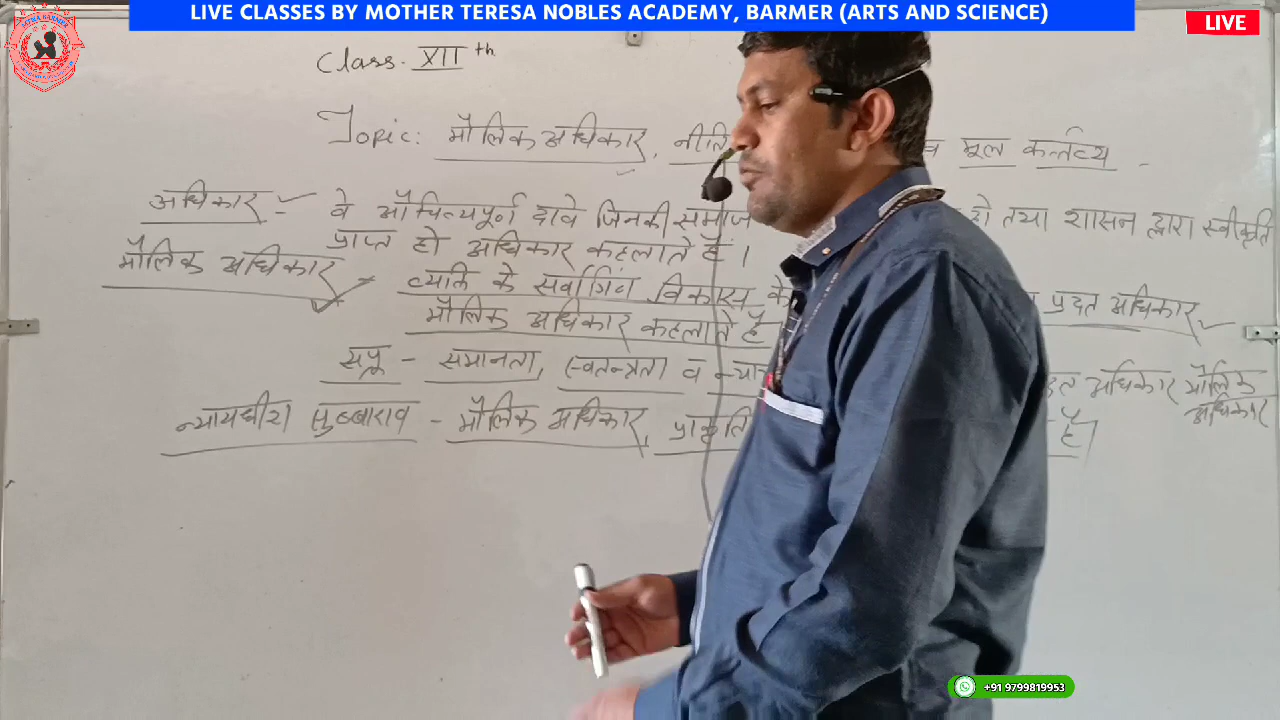 LIVE CLASSES BY MOTHER TERESA NOBLES ACADEMY, BARMER (ARTS AND SCIENCE)
LIVE
Class. XII th
Topic: मौलिक अधिकार, नीति व मूल कर्तव्य
अधिकार :- वे औचित्यपूर्ण दावे जिनकी समाज हो तथा शासन द्वारा स्वीकृति
प्राप्त हो अधिकार कहलाते है।
मौलिक अधिकार - व्यक्ति के सर्वांगिण विकास के प्रदत अधिकार
मौलिक अधिकार कहलाते है
सप्रू - समानता, स्वतन्त्रता व अधिकार मौलिक
अधिकार
न्यायधीश सुब्बाराव - मौलिक अधिकार, है।
+91 9799819953